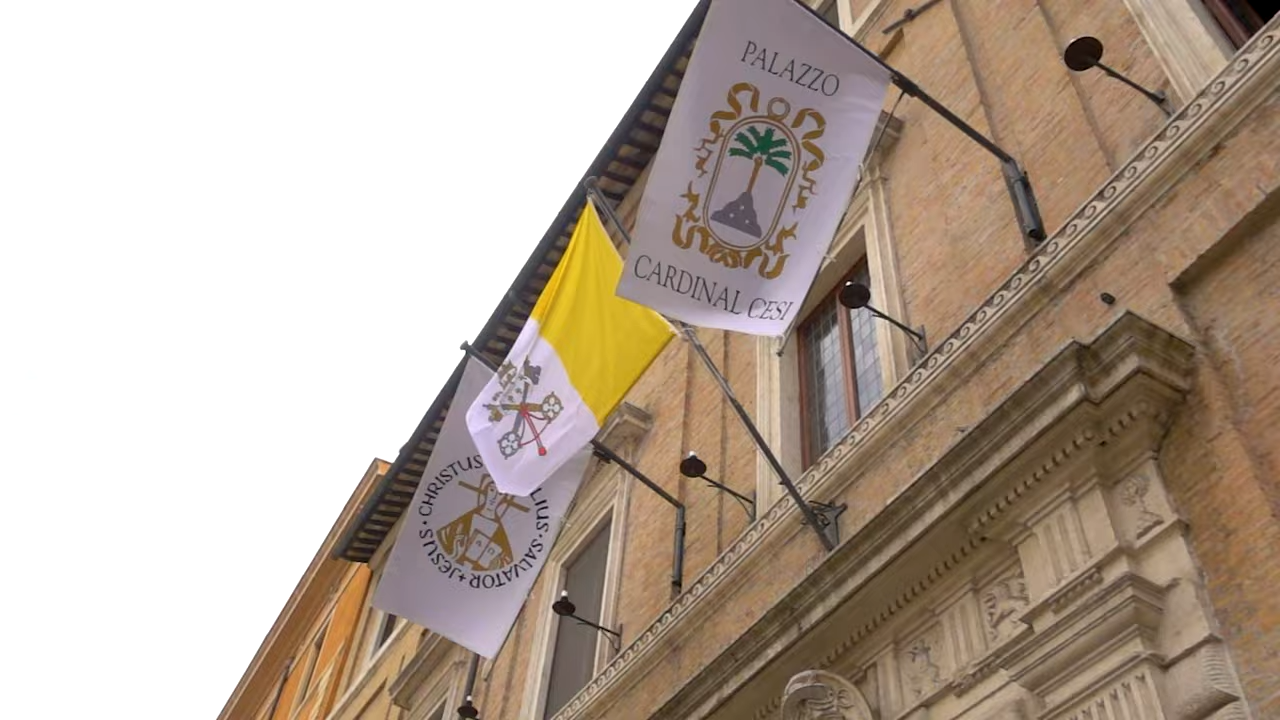 PALAZZO
CARDINAL CESI
CHRISTUS
LIUS · SALVATOR + JESUS ·